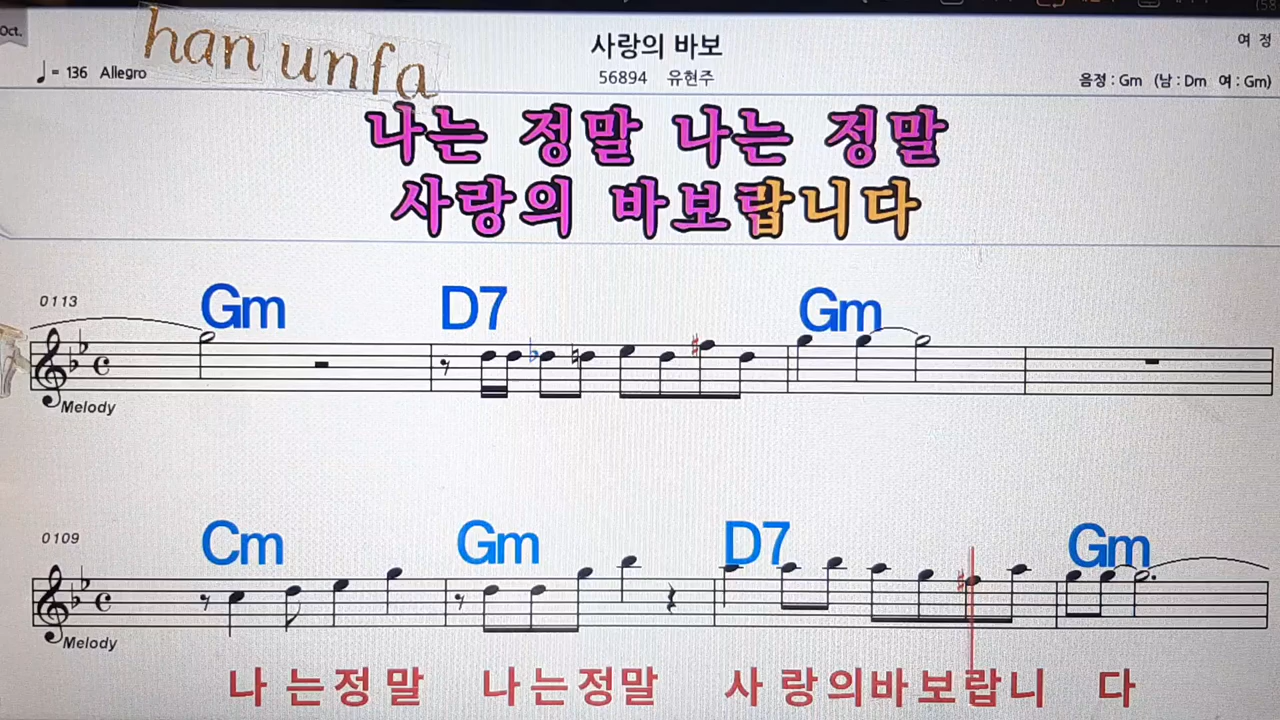 Oct.
han unfa
사랑의 바보
여 정
♩= 136 Allegro
56894 유현주
음정 : Gm (남 : Dm 여 : Gm)
나는 정말 나는 정말
사랑의 바보랍니다
0113
Gm D7 Gm
Melody
0109
Cm Gm D7 Gm
Melody
나 는정 말 나는정말 사 랑의바보랍니 다